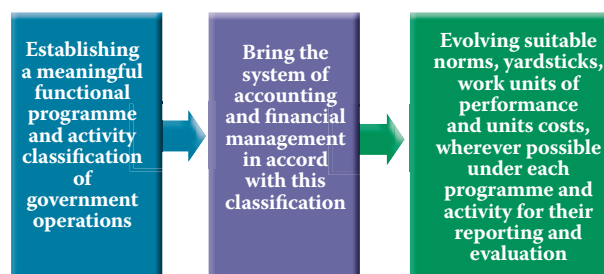 Establishing
a meaningful
functional
programme
and activity
classification
of
government
operations
Bring the
system of
accounting
and financial
management
in accord
with this
classification
Evolving suitable
norms, yardsticks,
work units of
performance
and units costs,
wherever possible
under each
programme and
activity for their
reporting and
evaluation